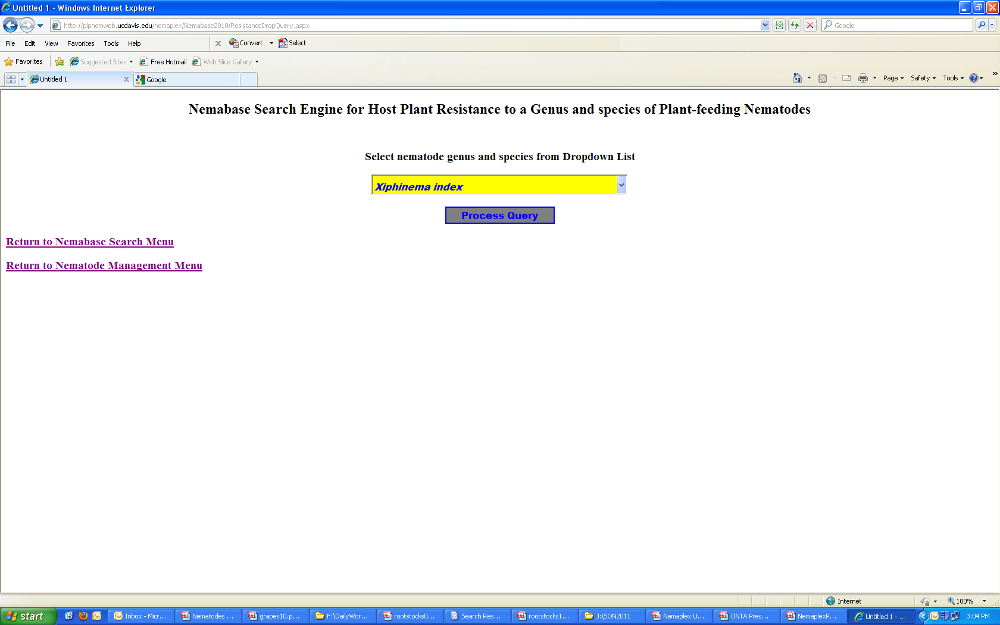 Untitled 1 - Windows Internet Explorer
http://plpnemweb.ucdavis.edu/nemaplex/Nemabase2010/ResistanceDropQuery.aspx
Google
File Edit View Favorites Tools Help
x Convert Select
Favorites Suggested Sites Free Hotmail Web Slice Gallery
Untitled 1
Google
Page Safety Tools
Nemabase Search Engine for Host Plant Resistance to a Genus and species of Plant-feeding Nematodes
Select nematode genus and species from Dropdown List
Xiphinema index
Process Query
Return to Nemabase Search Menu
Return to Nematode Management Menu
Internet
100%
start
Inbox - Micr...
Nematodes ...
grapes10.p...
F:\DailyWor...
rootstocks0...
Search Res...
rootstocks1...
J:\SON2011
Nemaplex U...
ONTA Pres...
NemaplexP...
Untitled 1 - ...
3:04 PM